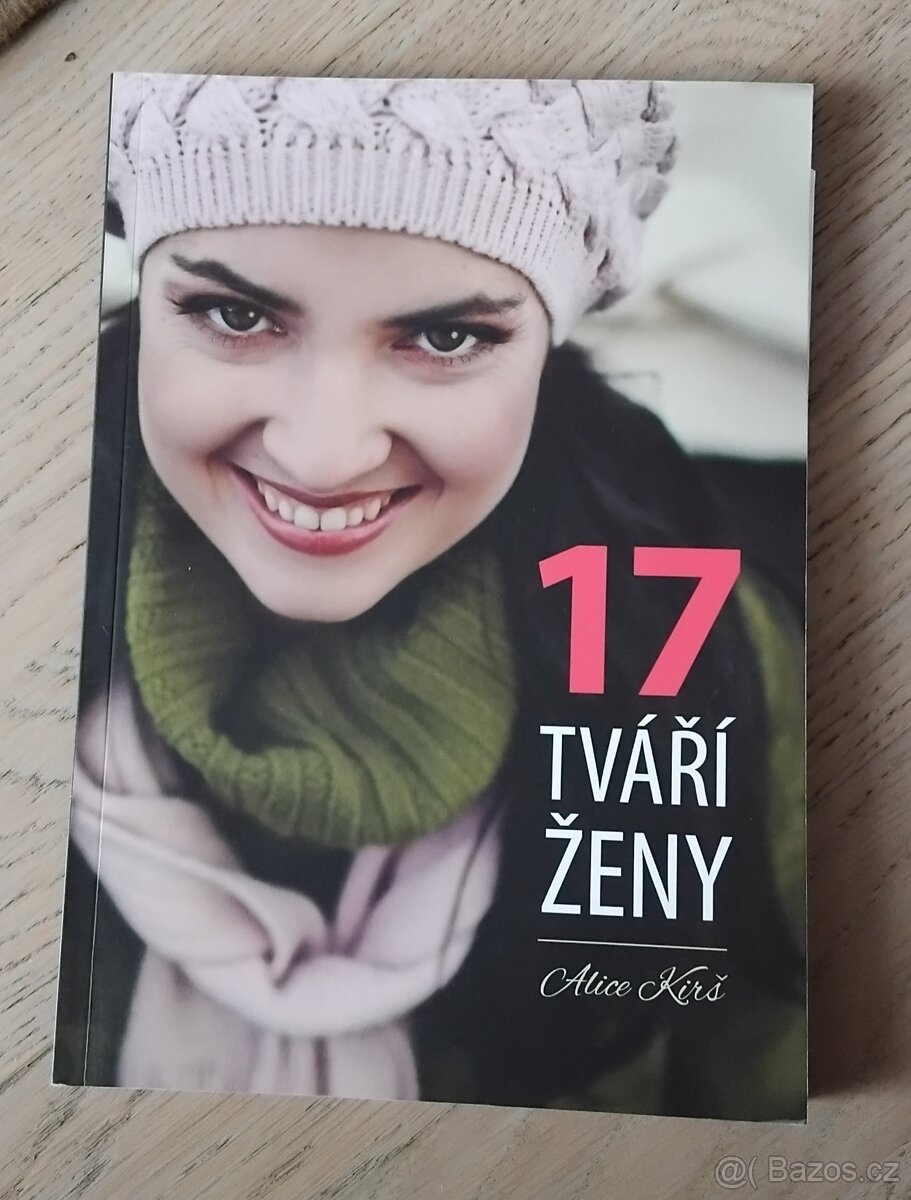 17
TVÁŘÍ
ŽENY
Alice Kirš
@( Bazos.cz